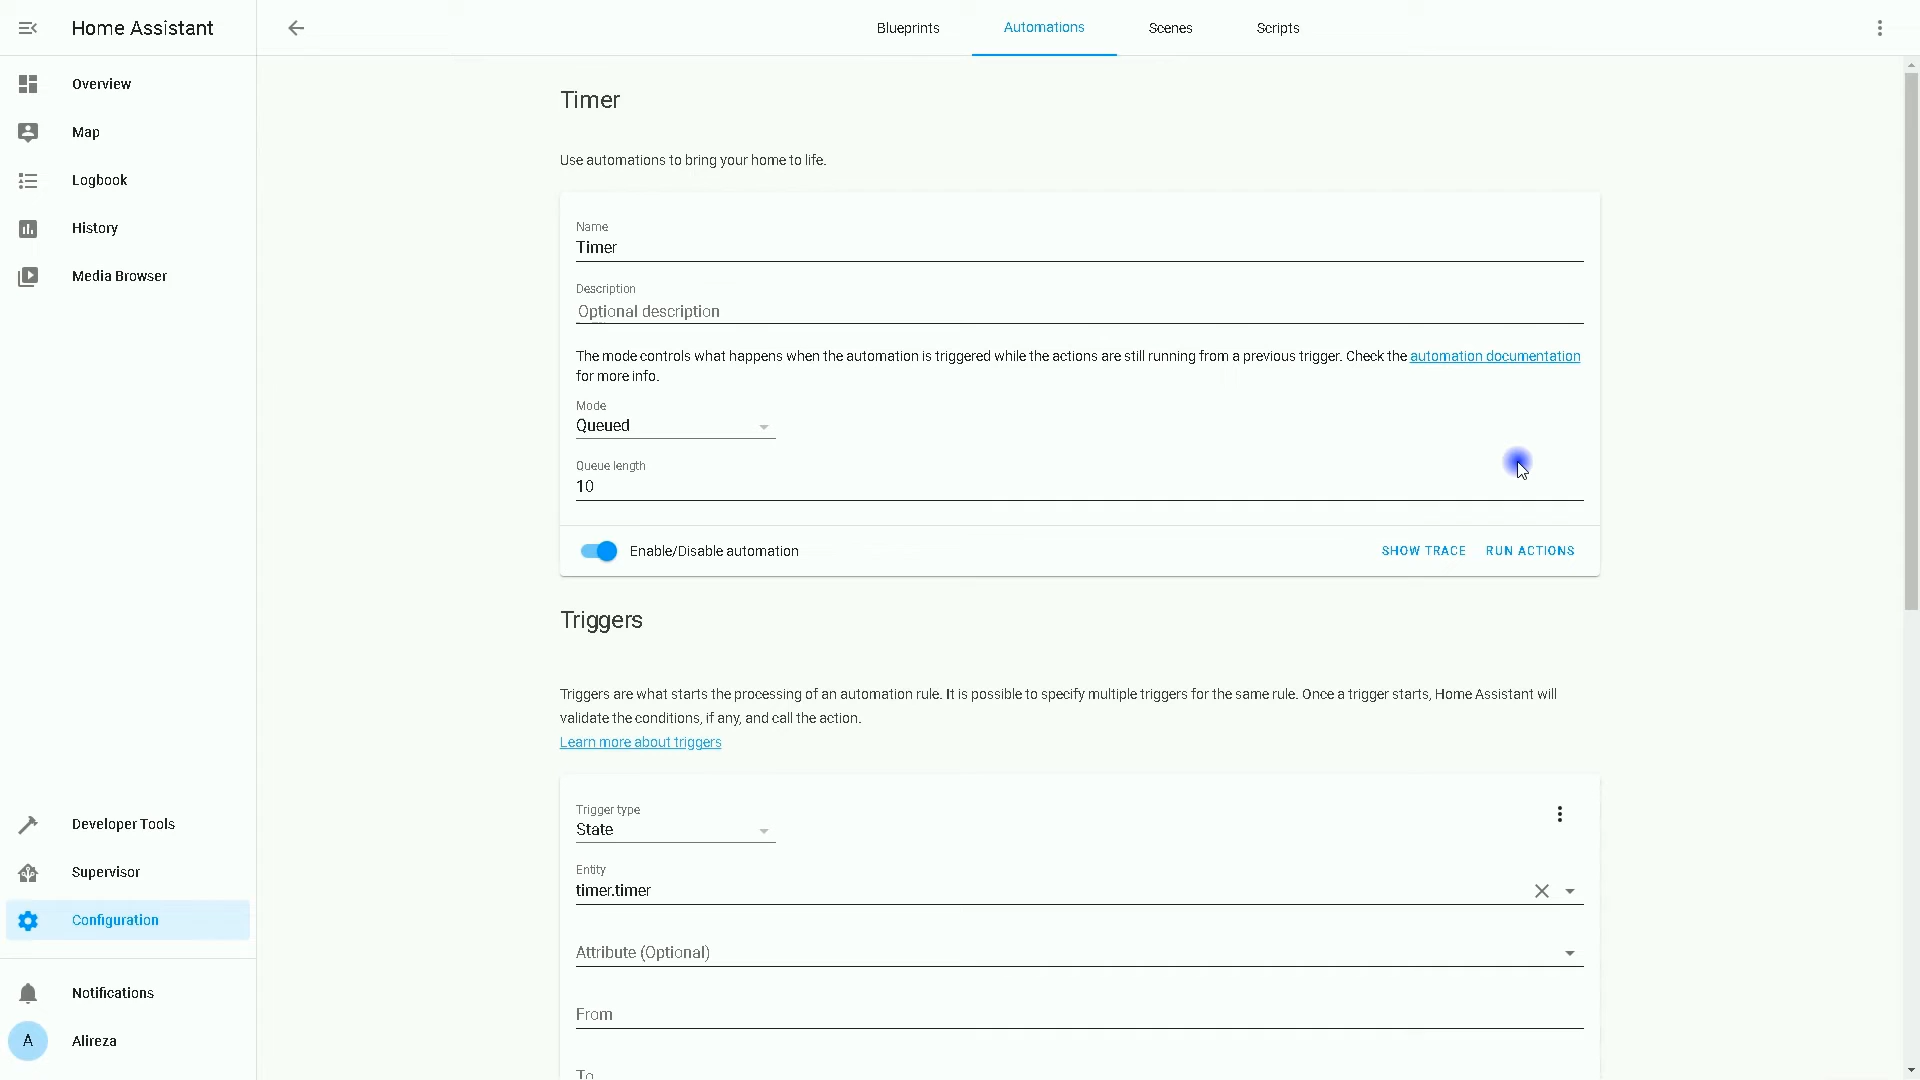 Home Assistant
Blueprints
Automations
Scenes
Scripts
Overview
Map
Logbook
History
Media Browser
Developer Tools
Supervisor
Configuration
Notifications
A
Alireza
Timer
Use automations to bring your home to life.
Name
Timer
Description
Optional description
The mode controls what happens when the automation is triggered while the actions are still running from a previous trigger. Check the automation documentation
for more info.
Mode
Queued
Queue length
10
Enable/Disable automation
SHOW TRACE
RUN ACTIONS
Triggers
Triggers are what starts the processing of an automation rule. It is possible to specify multiple triggers for the same rule. Once a trigger starts, Home Assistant will
validate the conditions, if any, and call the action.
Learn more about triggers
Trigger type
State
Entity
timer.timer
Attribute (Optional)
From
To